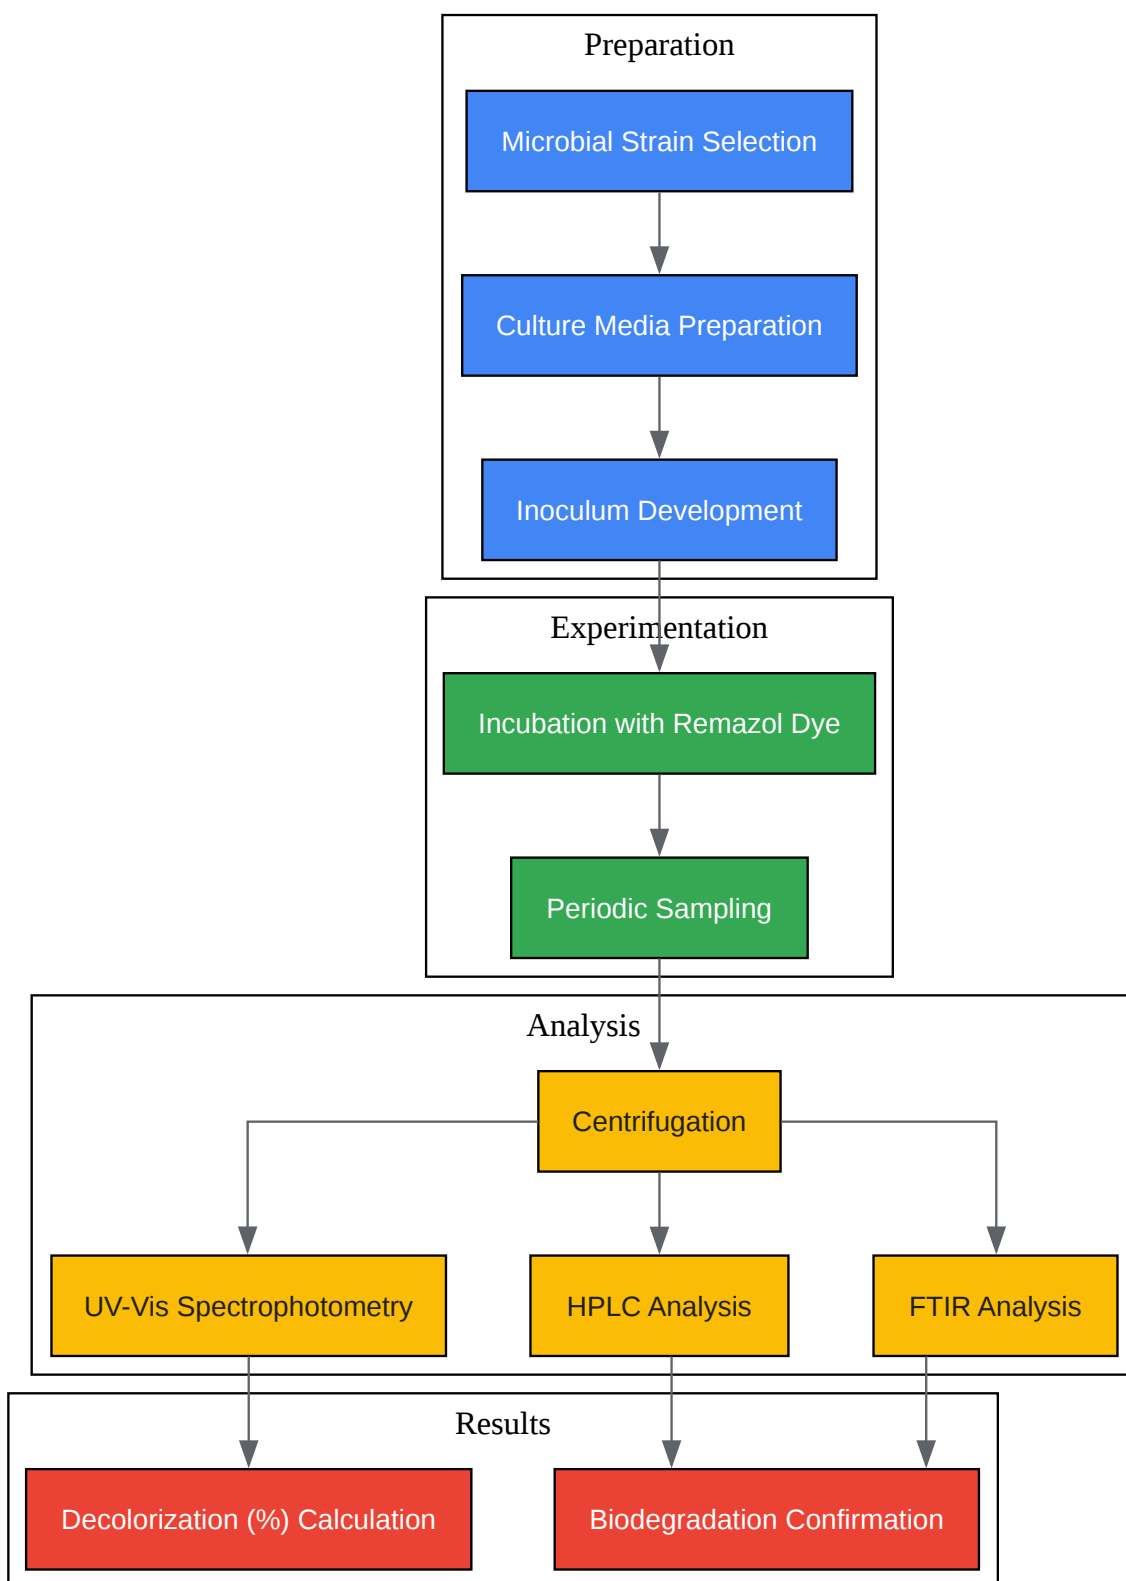 Preparation
Microbial Strain Selection
Culture Media Preparation
Inoculum Development
Experimentation
Incubation with Remazol Dye
Periodic Sampling
Analysis
Centrifugation
UV-Vis Spectrophotometry
HPLC Analysis
FTIR Analysis
Results
Decolorization (%) Calculation
Biodegradation Confirmation